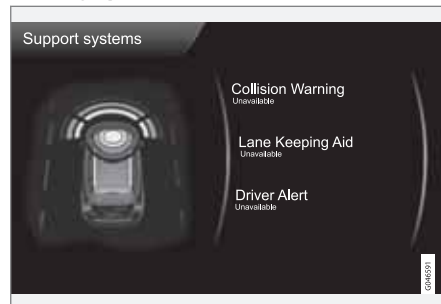 Support systems
Collision Warning
Unavailable
Lane Keeping Aid
Unavailable
Driver Alert
Unavailable
G046591